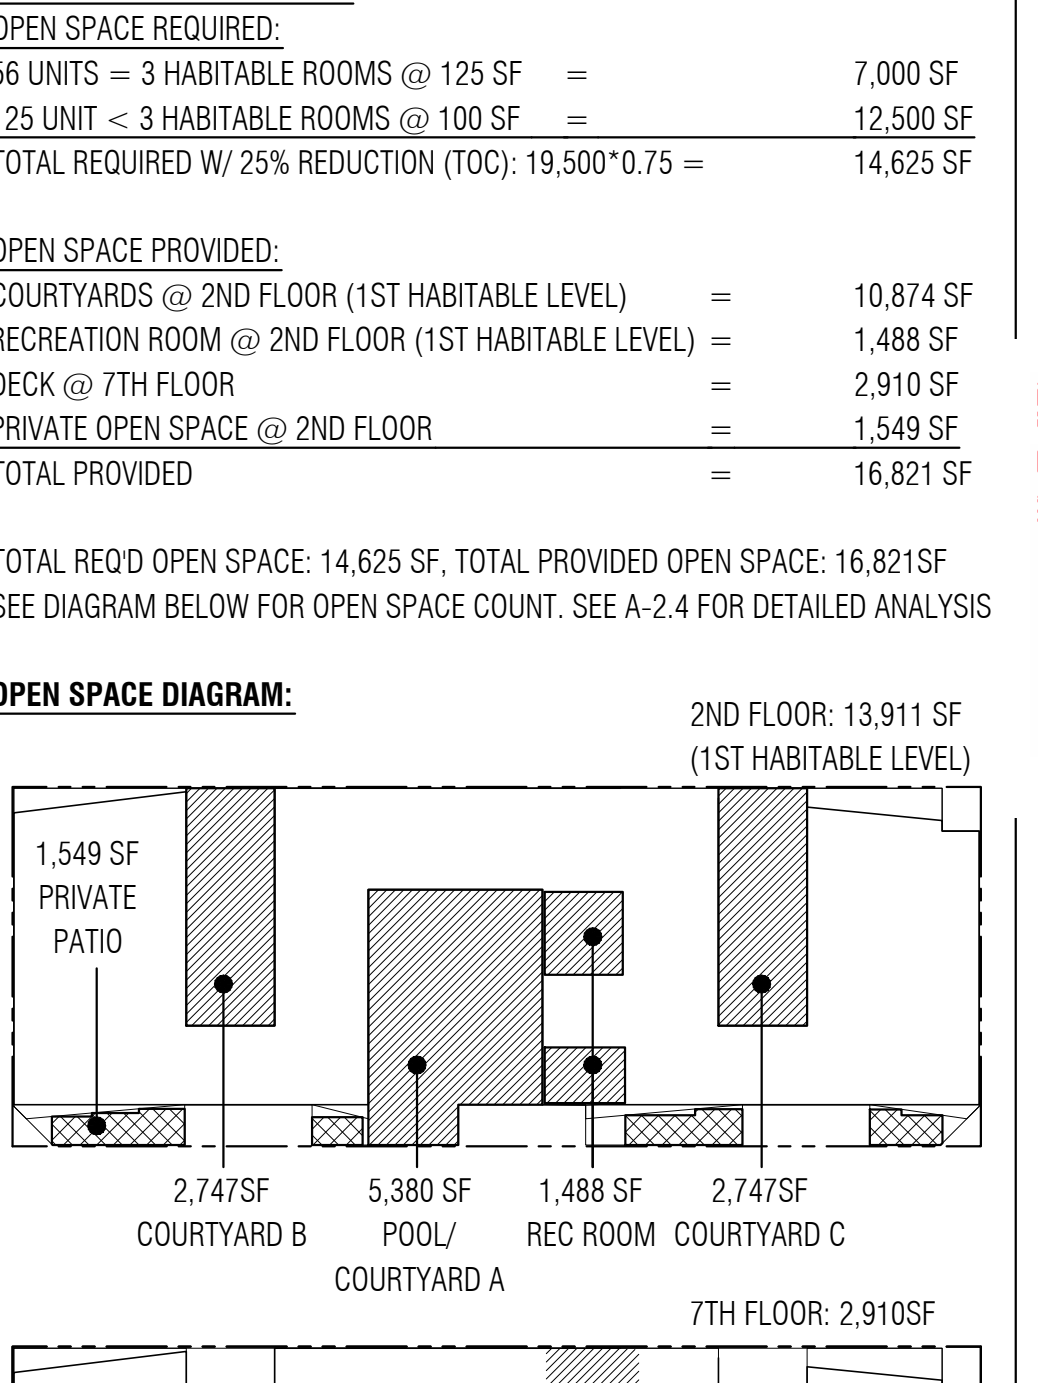 OPEN SPACE REQUIRED:
56 UNITS = 3 HABITABLE ROOMS @ 125 SF = 7,000 SF
125 UNIT < 3 HABITABLE ROOMS @ 100 SF = 12,500 SF
TOTAL REQUIRED W/ 25% REDUCTION (TOC): 19,500*0.75 = 14,625 SF
OPEN SPACE PROVIDED:
COURTYARDS @ 2ND FLOOR (1ST HABITABLE LEVEL) = 10,874 SF
RECREATION ROOM @ 2ND FLOOR (1ST HABITABLE LEVEL) = 1,488 SF
DECK @ 7TH FLOOR = 2,910 SF
PRIVATE OPEN SPACE @ 2ND FLOOR = 1,549 SF
TOTAL PROVIDED = 16,821 SF
TOTAL REQ'D OPEN SPACE: 14,625 SF, TOTAL PROVIDED OPEN SPACE: 16,821SF
SEE DIAGRAM BELOW FOR OPEN SPACE COUNT. SEE A-2.4 FOR DETAILED ANALYSIS
OPEN SPACE DIAGRAM:
2ND FLOOR: 13,911 SF
(1ST HABITABLE LEVEL)
1,549 SF
PRIVATE
PATIO
2,747SF
COURTYARD B
5,380 SF
POOL/
COURTYARD A
1,488 SF
REC ROOM
2,747SF
COURTYARD C
7TH FLOOR: 2,910SF